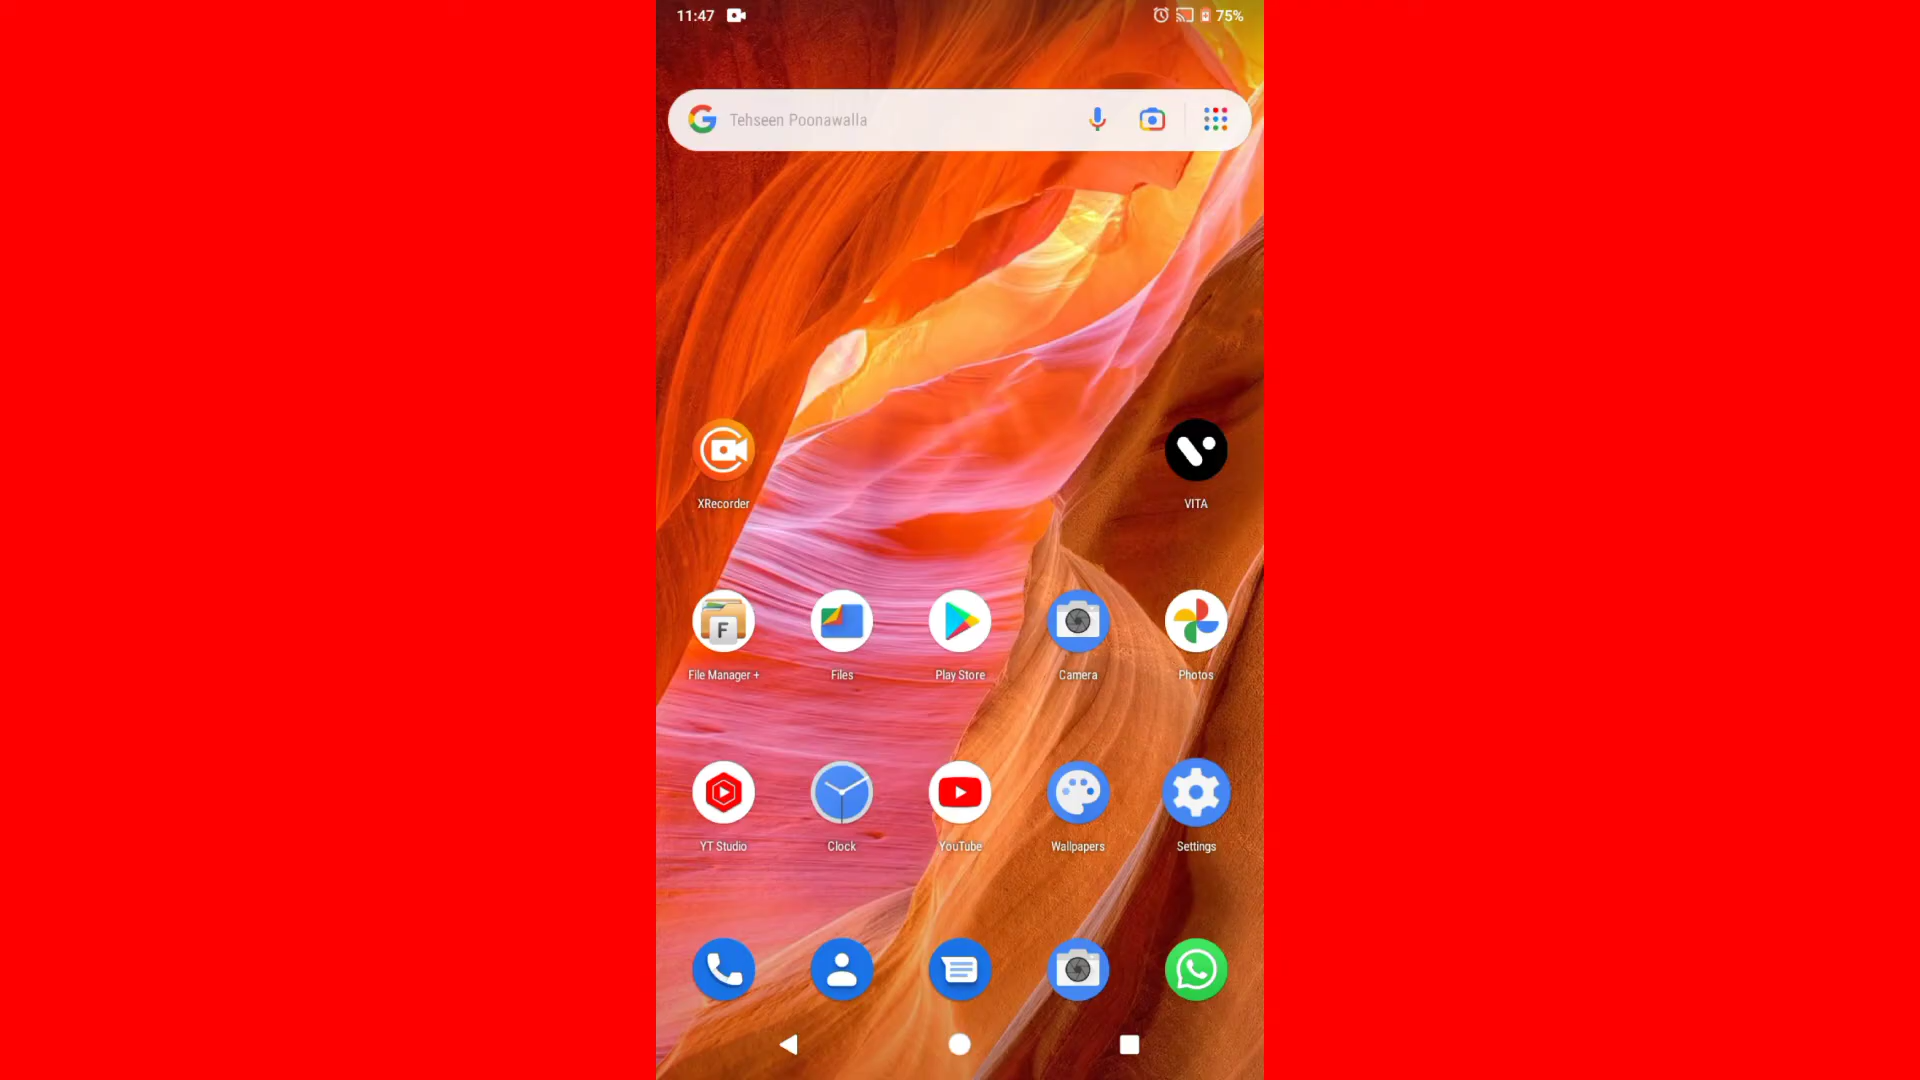 11:47
75%
Tehseen Poonawalla
XRecorder
VITA
F
File Manager +
Files
Play Store
Camera
Photos
YT Studio
Clock
YouTube
Wallpapers
Settings